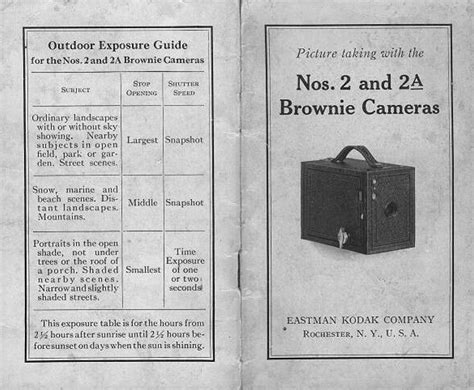 Outdoor Exposure Guide
for the Nos. 2 and 2A Brownie Cameras
SUBJECT
STOP
OPENING
SHUTTER
SPEED
Ordinary landscapes
with or without sky
showing. Nearby
subjects in open
field, park or gar-
den. Street scenes.
Largest
Snapshot
Snow, marine and
beach scenes. Dis-
tant landscapes.
Mountains.
Middle
Snapshot
Portraits in the open
shade, not under
trees or the roof of
a porch. Shaded
nearby scenes.
Narrow and slightly
shaded streets.
Smallest
Time
Exposure
of one
or two
seconds
This exposure table is for the hours from
2½ hours after sunrise until 2½ hours be-
fore sunset on days when the sun is shining.
Picture taking with the
Nos. 2 and 2A
Brownie Cameras
EASTMAN KODAK COMPANY
ROCHESTER, N. Y., U. S. A.